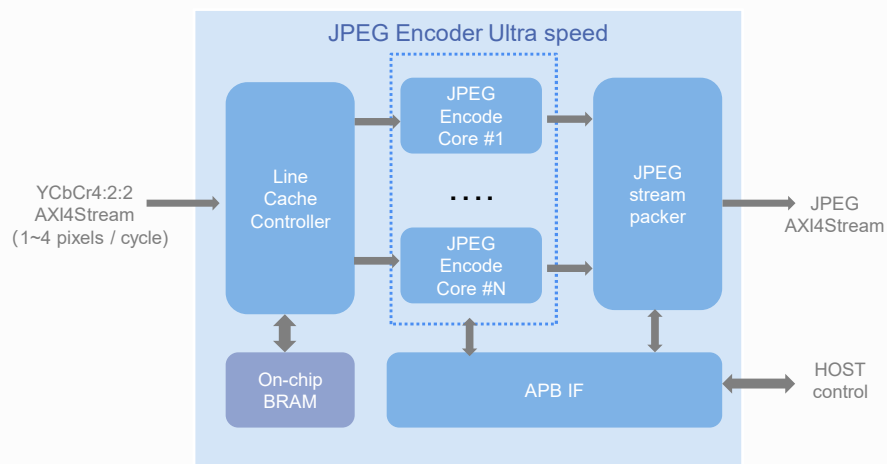 JPEG Encoder Ultra speed
YCbCr4:2:2
AXI4Stream
(1~4 pixels / cycle)
Line
Cache
Controller
JPEG
Encode
Core #1
....
JPEG
Encode
Core #N
JPEG
stream
packer
JPEG
AXI4Stream
On-chip
BRAM
APB IF
HOST
control